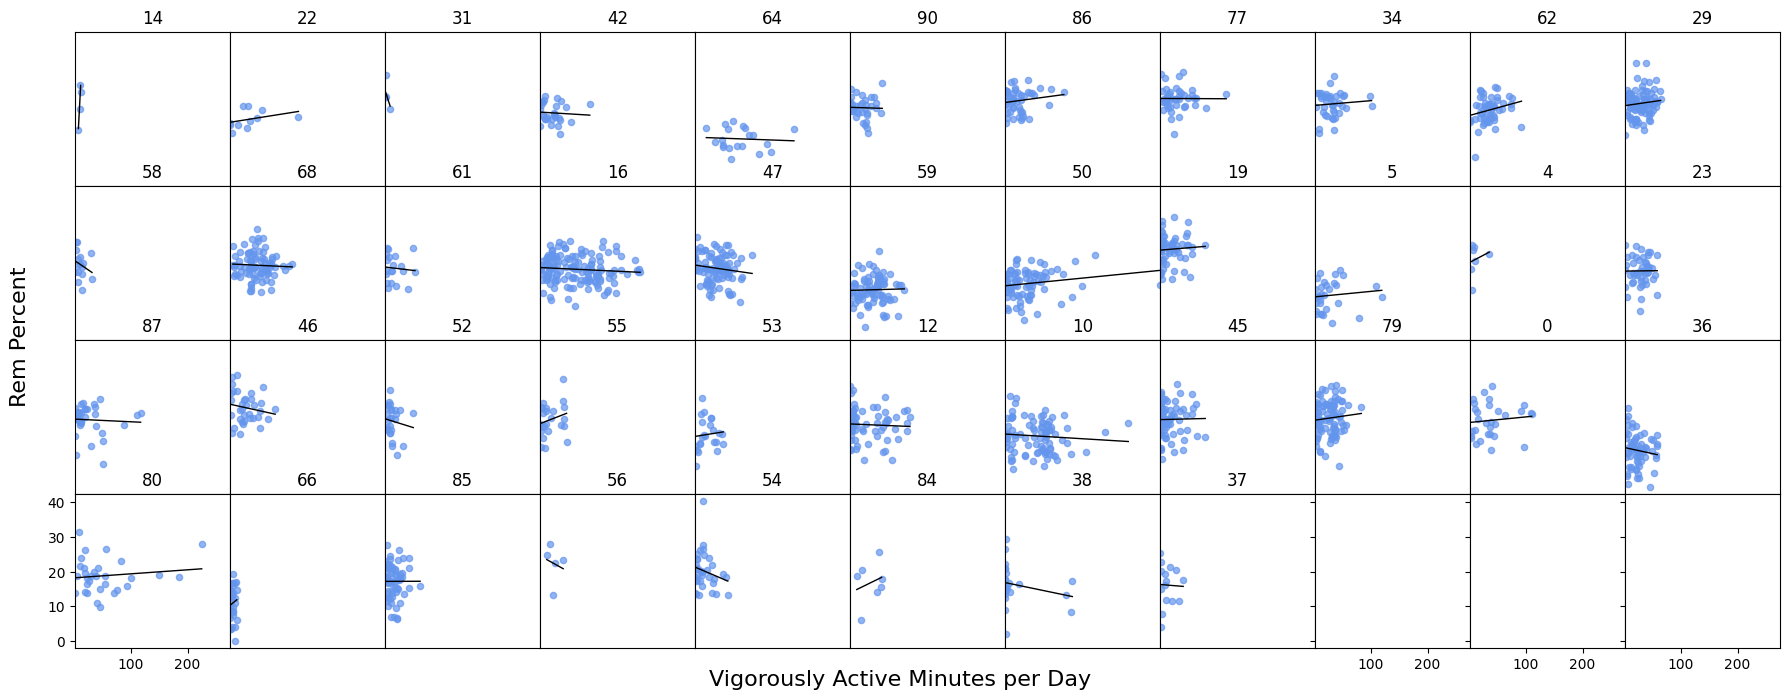 14 22 31 42 64 90 86 77 34 62 29
58 68 61 16 47 59 50 19 5 4 23
87 46 52 55 53 12 10 45 79 0 36
80 66 85 56 54 84 38 37
Rem Percent
40
30
20
10
0
100 200 100 200 100 200 100 200
Vigorously Active Minutes per Day